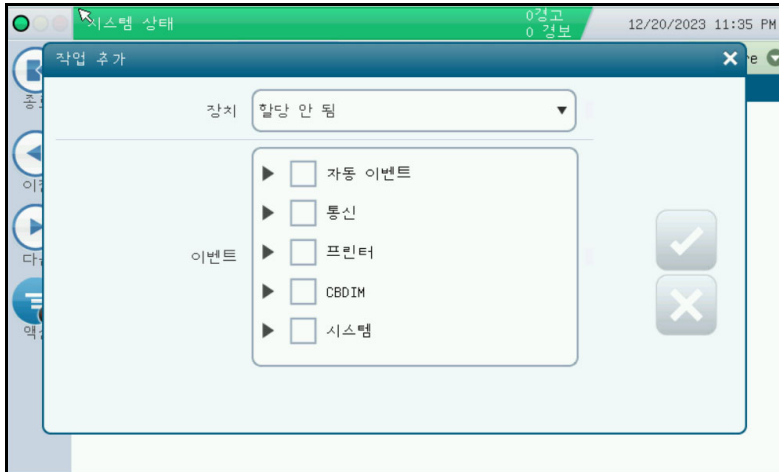 시스템 상태
0경고
0 경보
12/20/2023 11:35 PM
작업 추가
장치
할당 안 됨
이벤트
자동 이벤트
통신
프린터
CBDIM
시스템